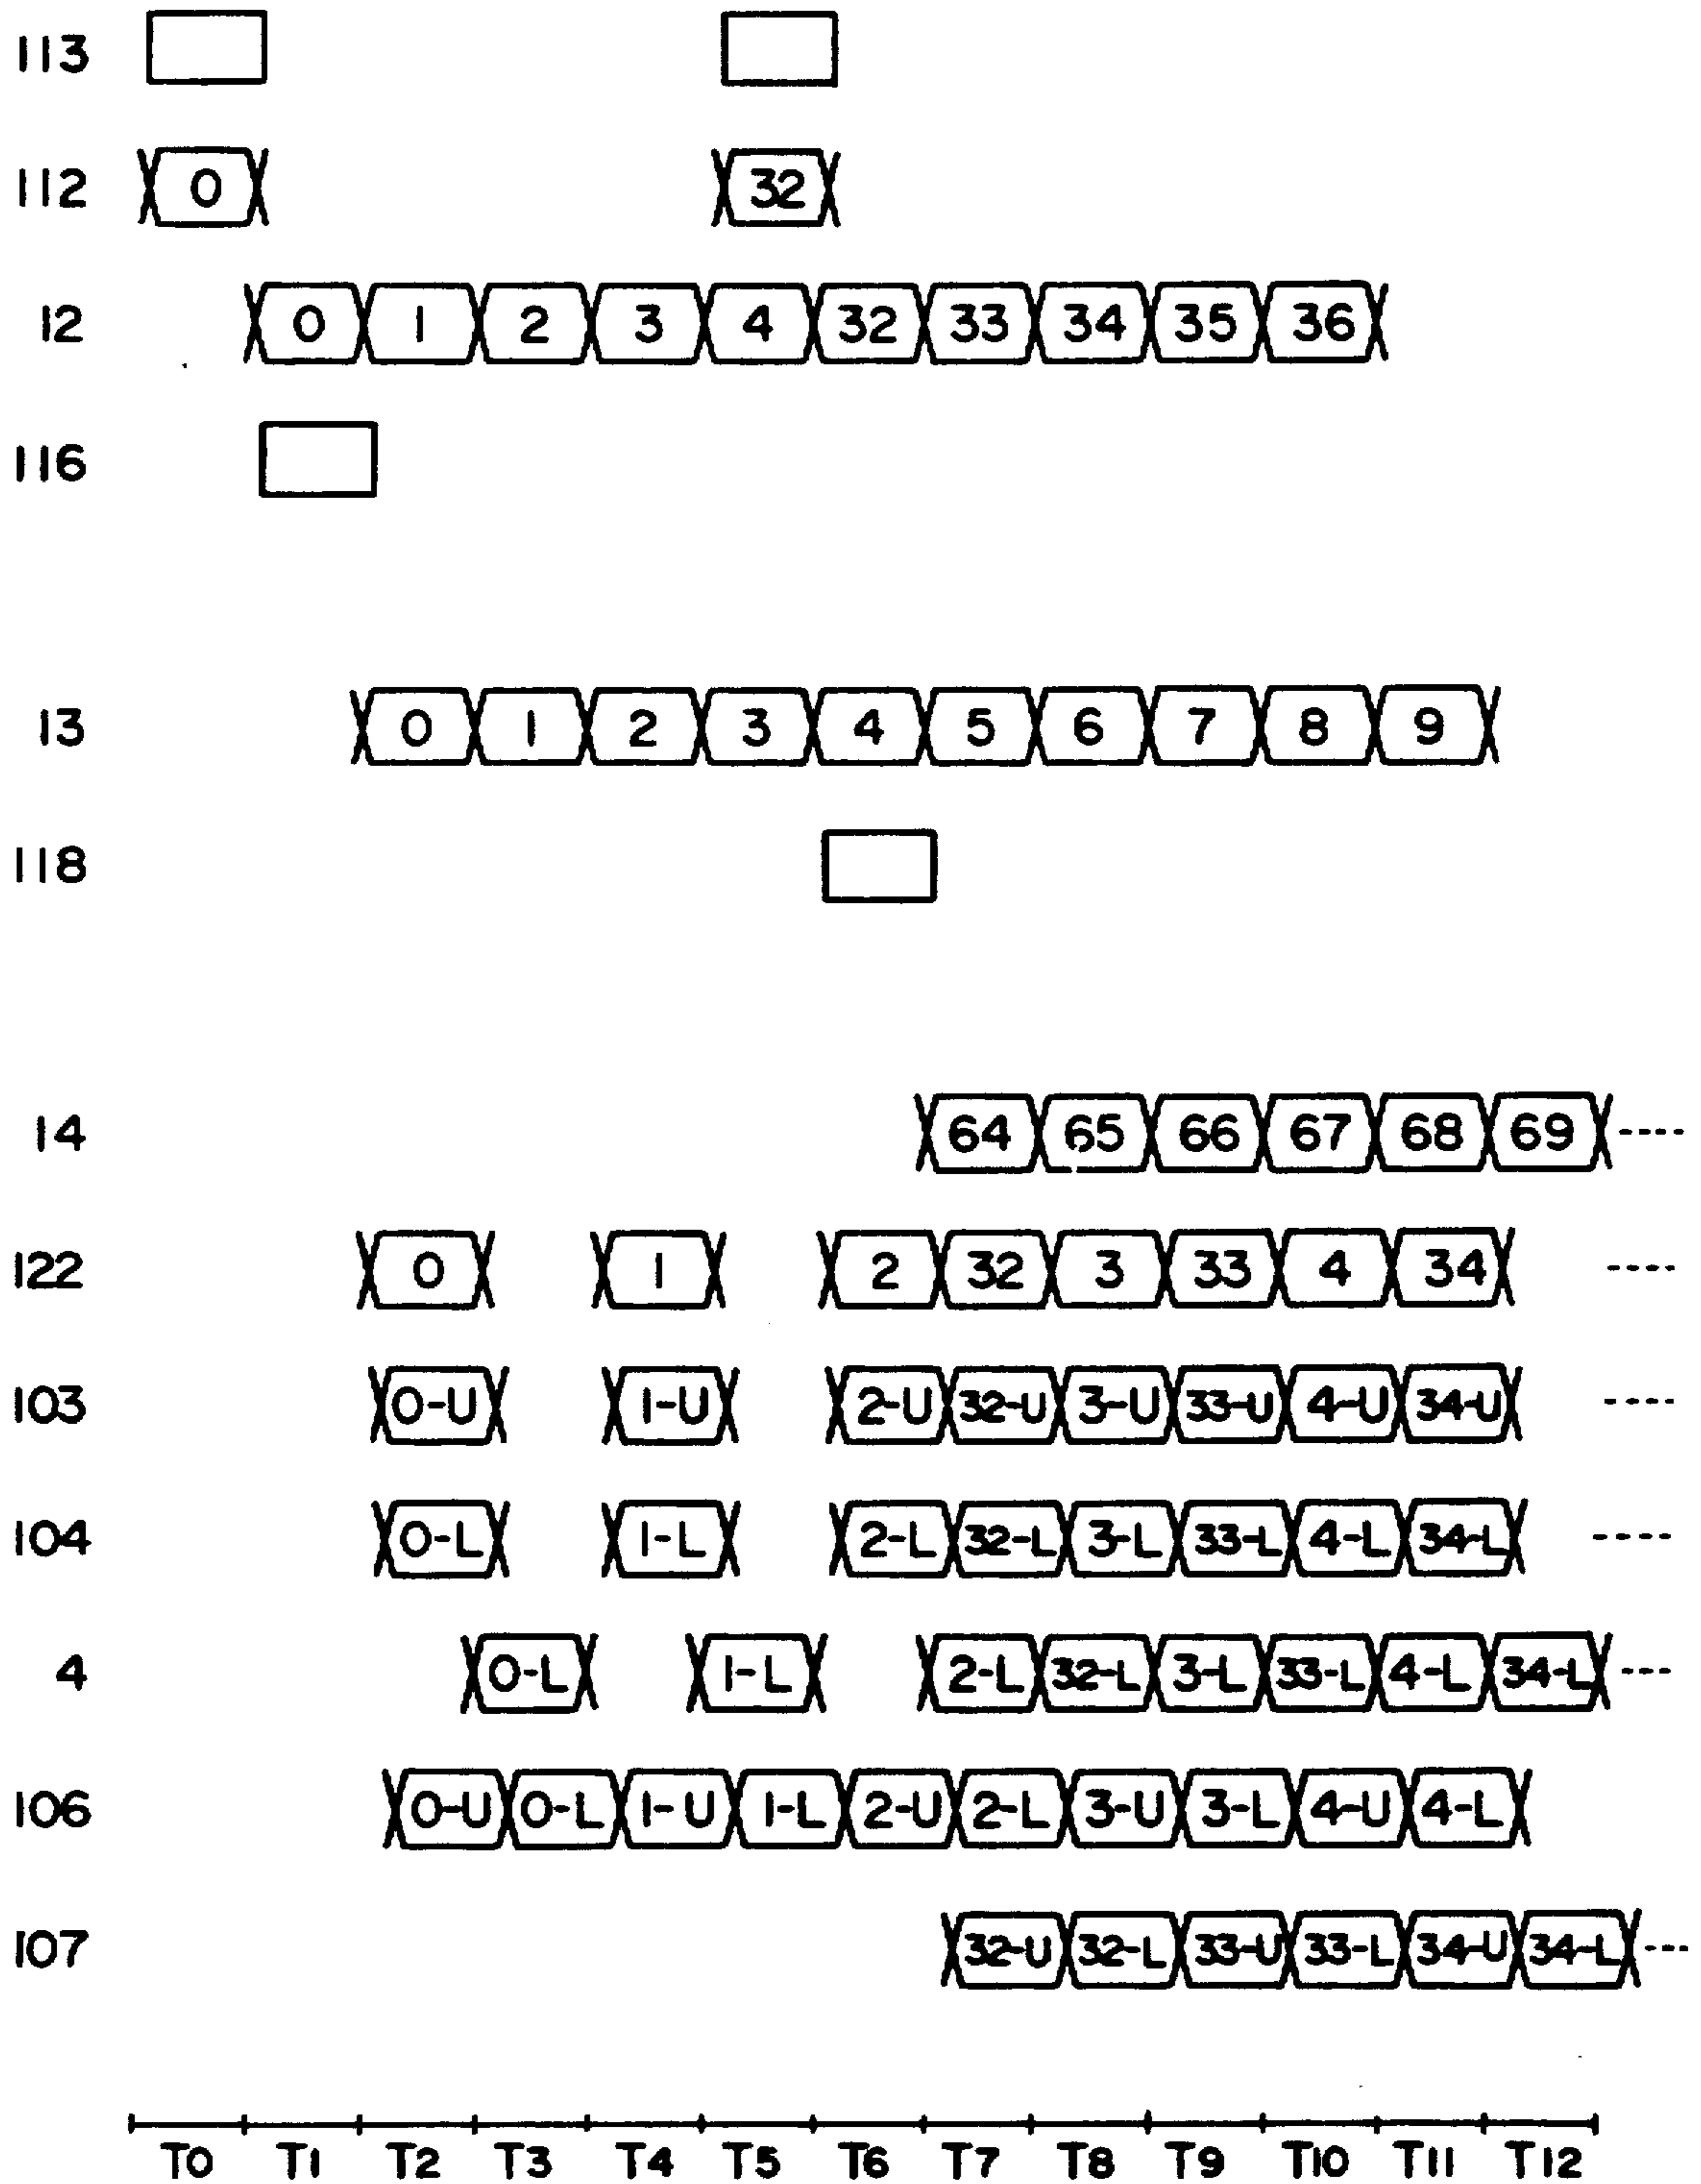 113
112 0 32
12 0 1 2 3 4 32 33 34 35 36
116
13 0 1 2 3 4 5 6 7 8 9
118
14 64 65 66 67 68 69 ----
122 0 1 2 32 3 33 4 34 ----
103 0-U 1-U 2-U 32-U 3-U 33-U 4-U 34-U ----
104 0-L 1-L 2-L 32-L 3-L 33-L 4-L 34-L ----
4 0-L 1-L 2-L 32-L 3-L 33-L 4-L 34-L ---
106 0-U 0-L 1-U 1-L 2-U 2-L 3-U 3-L 4-U 4-L
107 32-U 32-L 33-U 33-L 34-U 34-L ---
T0 T1 T2 T3 T4 T5 T6 T7 T8 T9 T10 T11 T12